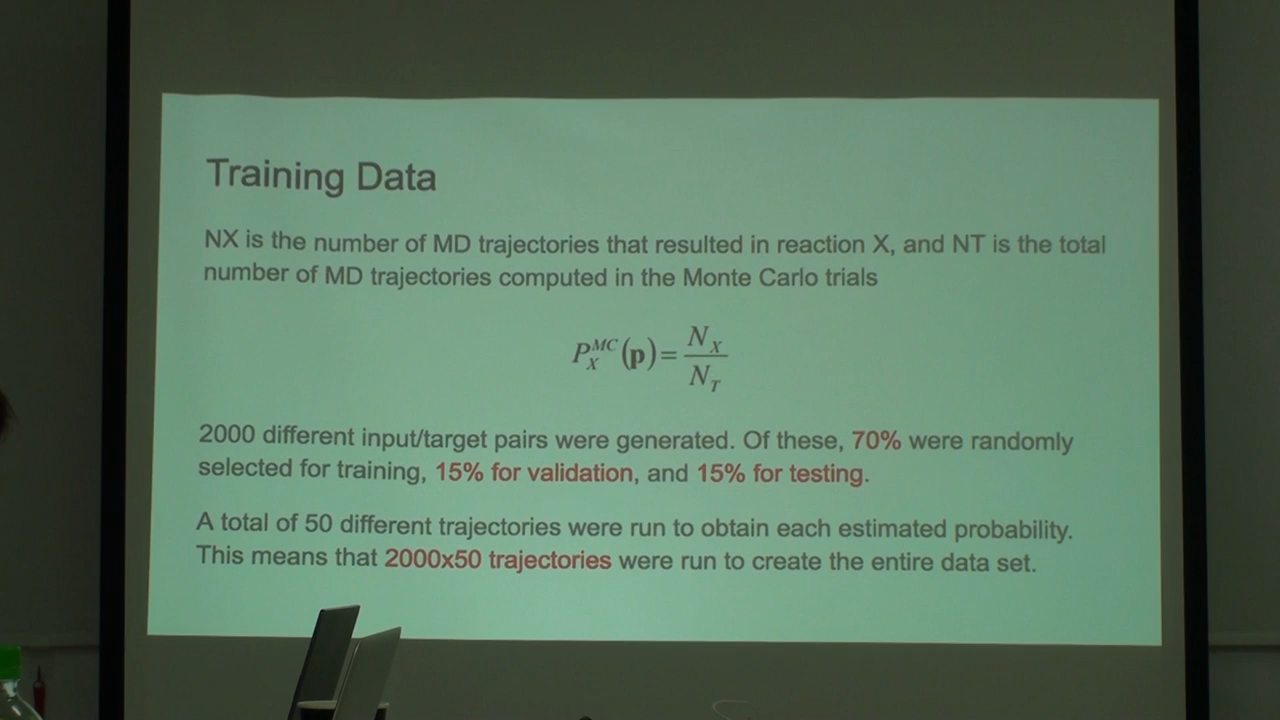 Training Data
NX is the number of MD trajectories that resulted in reaction X, and NT is the total
number of MD trajectories computed in the Monte Carlo trials
P_X^{MC}(p) = N_X / N_T
2000 different input/target pairs were generated. Of these, 70% were randomly
selected for training, 15% for validation, and 15% for testing.
A total of 50 different trajectories were run to obtain each estimated probability.
This means that 2000x50 trajectories were run to create the entire data set.